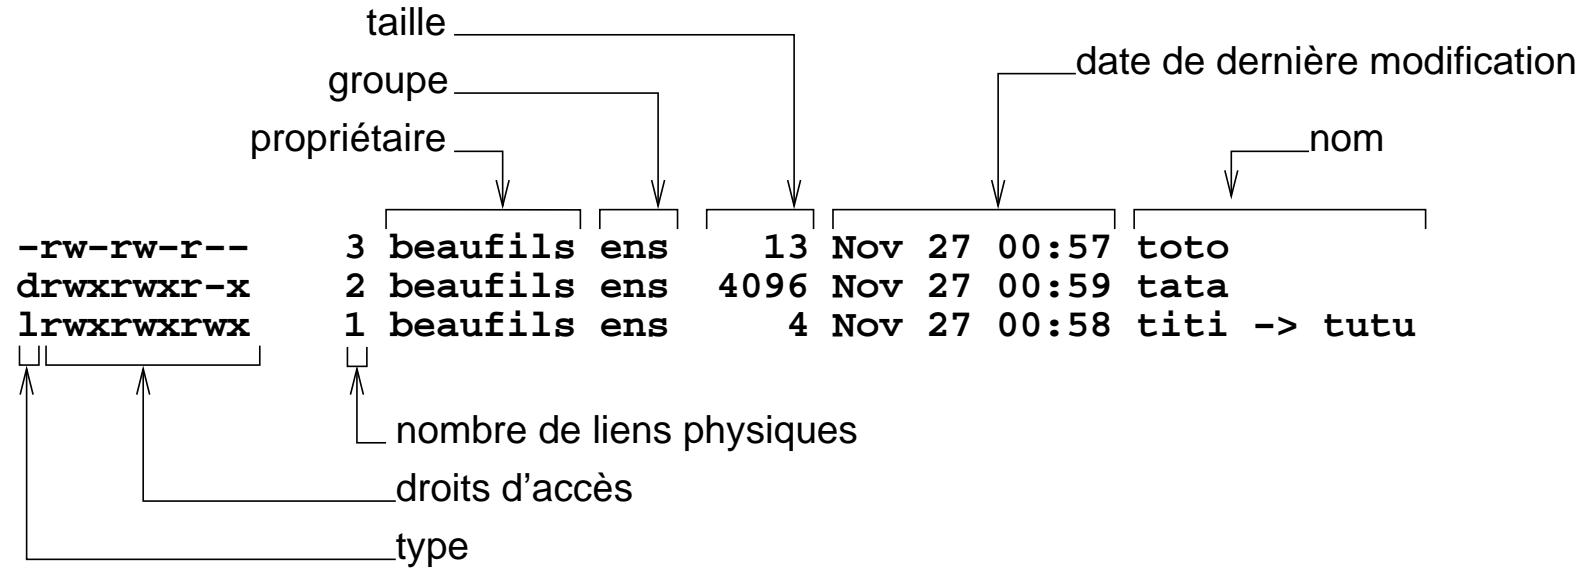 taille
groupe
date de dernière modification
propriétaire
nom
-rw-rw-r-- 3 beaufils ens 13 Nov 27 00:57 toto
drwxrwxr-x 2 beaufils ens 4096 Nov 27 00:59 tata
lrwxrwxrwx 1 beaufils ens 4 Nov 27 00:58 titi -> tutu
nombre de liens physiques
droits d'accès
type